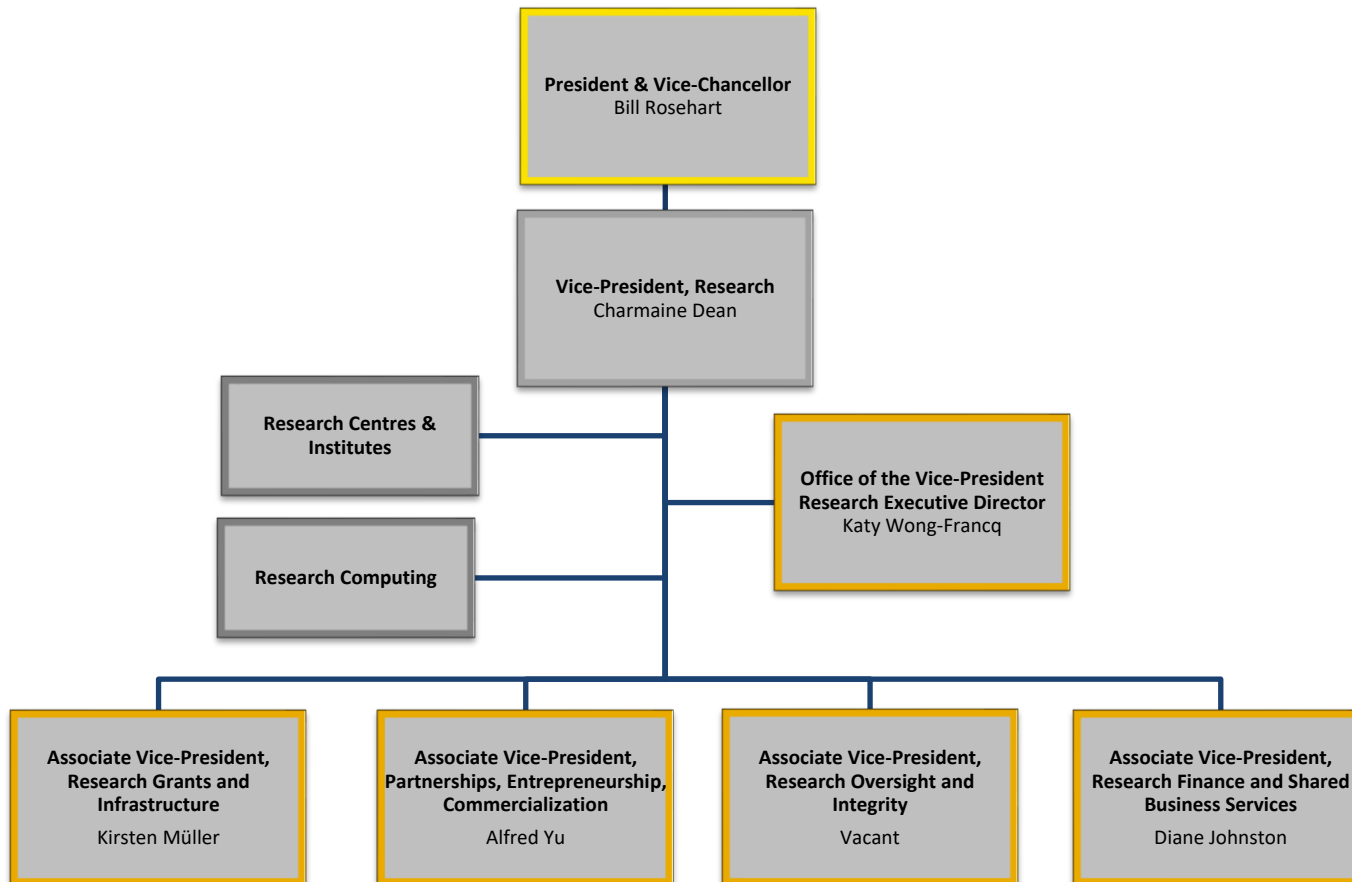 President & Vice-Chancellor
Bill Rosehart
Vice-President, Research
Charmaine Dean
Research Centres &
Institutes
Office of the Vice-President
Research Executive Director
Katy Wong-Francq
Research Computing
Associate Vice-President,
Research Grants and
Infrastructure
Kirsten Müller
Associate Vice-President,
Partnerships, Entrepreneurship,
Commercialization
Alfred Yu
Associate Vice-President,
Research Oversight and
Integrity
Vacant
Associate Vice-President,
Research Finance and Shared
Business Services
Diane Johnston